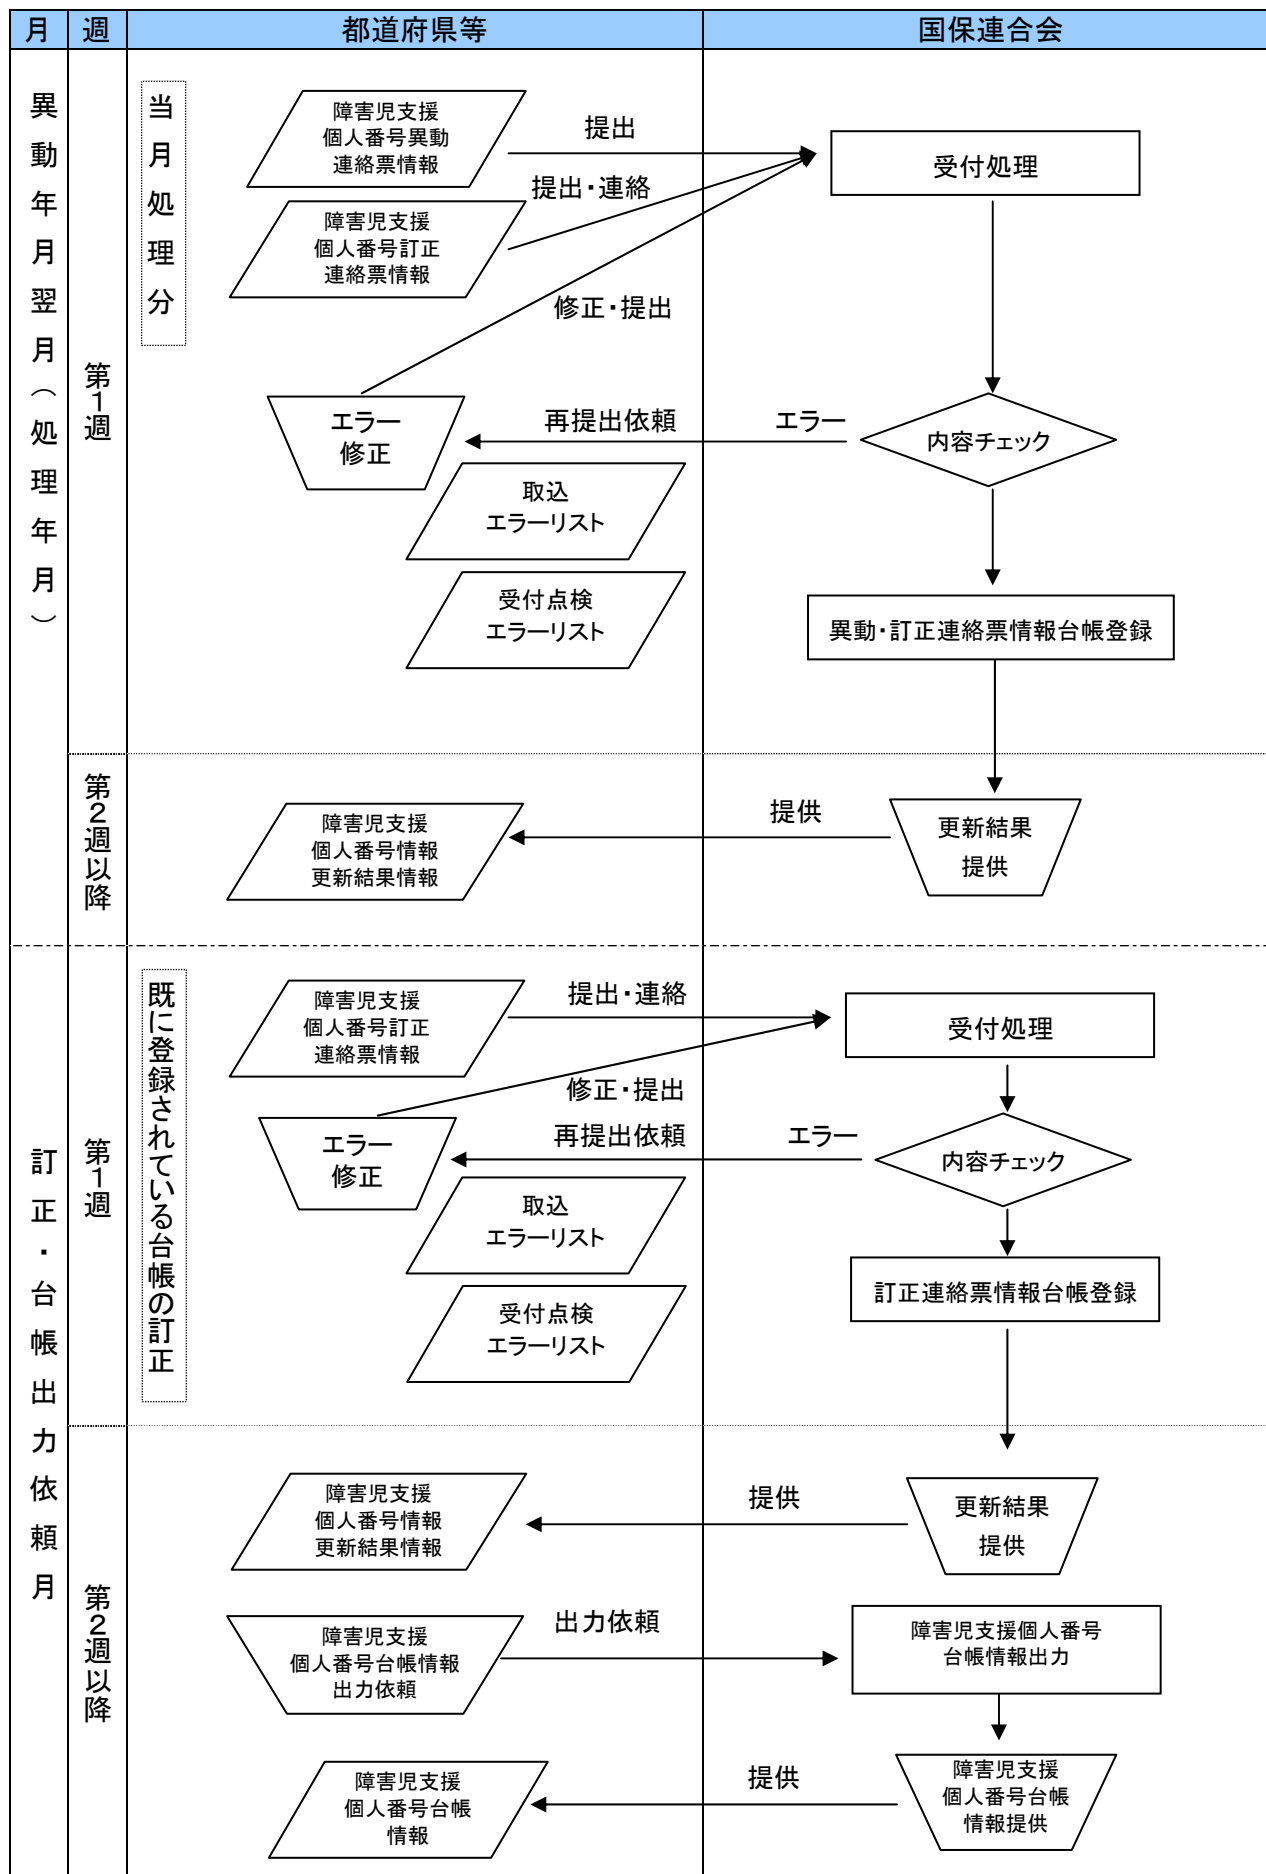 月 週 都道府県等 国保連合会
異動年月翌月（処理年月）
第1週
当月処理分
障害児支援
個人番号異動
連絡票情報
提出
受付処理
提出・連絡
障害児支援
個人番号訂正
連絡票情報
修正・提出
エラー
修正
再提出依頼
エラー
内容チェック
取込
エラーリスト
受付点検
エラーリスト
異動・訂正連絡票情報台帳登録
第2週以降
障害児支援
個人番号情報
更新結果情報
提供
更新結果
提供
訂正・台帳出力依頼月
第1週
既に登録されている台帳の訂正
障害児支援
個人番号訂正
連絡票情報
提出・連絡
受付処理
修正・提出
エラー
修正
再提出依頼
エラー
内容チェック
取込
エラーリスト
受付点検
エラーリスト
訂正連絡票情報台帳登録
第2週以降
障害児支援
個人番号情報
更新結果情報
提供
更新結果
提供
障害児支援
個人番号台帳情報
出力依頼
出力依頼
障害児支援個人番号
台帳情報出力
障害児支援
個人番号台帳
情報
提供
障害児支援
個人番号台帳
情報提供